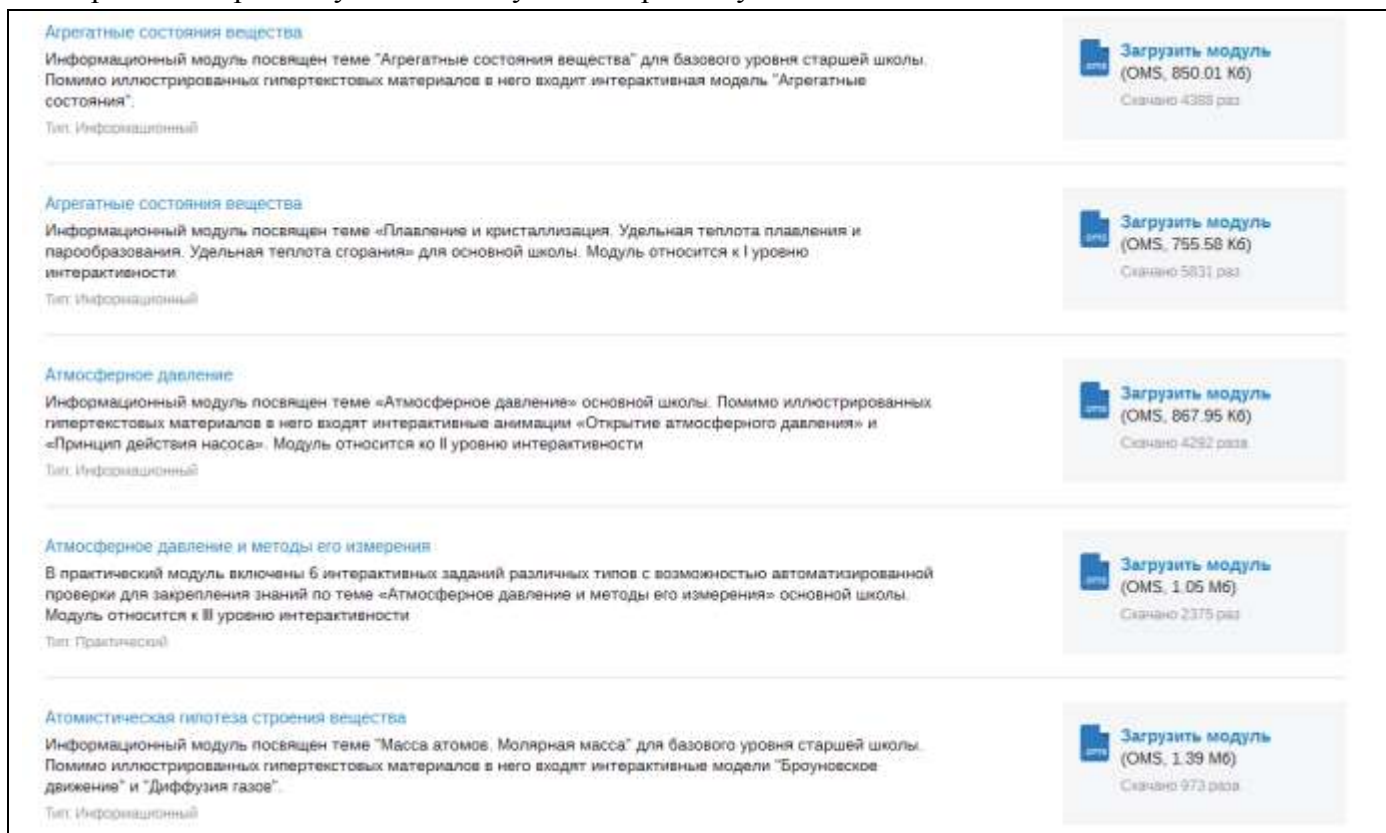 Агрегатные состояния вещества
Информационный модуль посвящен теме "Агрегатные состояния вещества" для базового уровня старшей школы.
Помимо иллюстрированных гипертекстовых материалов в него входит интерактивная модель "Агрегатные
состояния".
Тип: Информационный
Загрузить модуль
(OMS, 850.01 Кб)
Скачано 4388 раз
Агрегатные состояния вещества
Информационный модуль посвящен теме «Плавление и кристаллизация. Удельная теплота плавления и
парообразования. Удельная теплота сгорания» для основной школы. Модуль относится к I уровню
интерактивности
Тип: Информационный
Загрузить модуль
(OMS, 755.58 Кб)
Скачано 5831 раз
Атмосферное давление
Информационный модуль посвящен теме «Атмосферное давление» основной школы. Помимо иллюстрированных
гипертекстовых материалов в него входят интерактивные анимации «Открытие атмосферного давления» и
«Принцип действия насоса». Модуль относится ко II уровню интерактивности
Тип: Информационный
Загрузить модуль
(OMS, 867.95 Кб)
Скачано 4292 раза
Атмосферное давление и методы его измерения
В практический модуль включены 6 интерактивных заданий различных типов с возможностью автоматизированной
проверки для закрепления знаний по теме «Атмосферное давление и методы его измерения» основной школы.
Модуль относится к III уровню интерактивности
Тип: Практический
Загрузить модуль
(OMS, 1.05 Мб)
Скачано 2375 раз
Атомистическая гипотеза строения вещества
Информационный модуль посвящен теме "Масса атомов. Молярная масса" для базового уровня старшей школы.
Помимо иллюстрированных гипертекстовых материалов в него входят интерактивные модели "Броуновское
движение" и "Диффузия газов".
Тип: Информационный
Загрузить модуль
(OMS, 1.39 Мб)
Скачано 973 раза